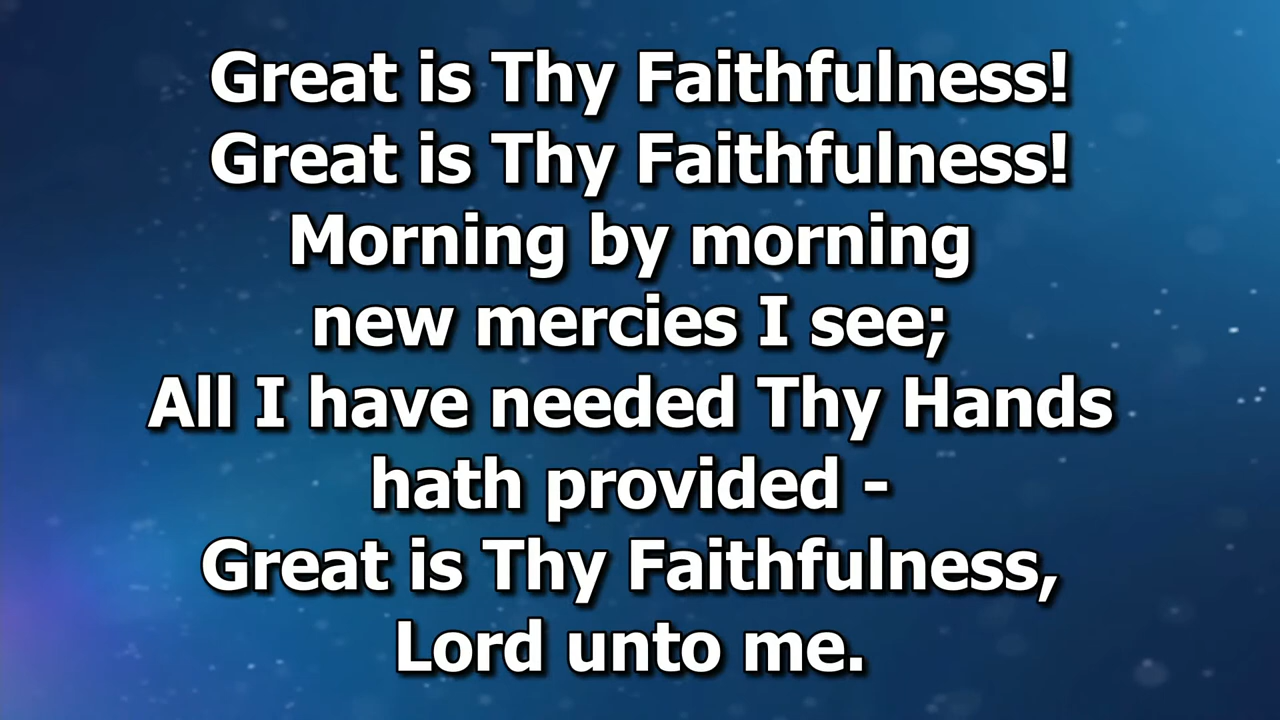 Great is Thy Faithfulness!
Great is Thy Faithfulness!
Morning by morning
new mercies I see;
All I have needed Thy Hands
hath provided -
Great is Thy Faithfulness,
Lord unto me.